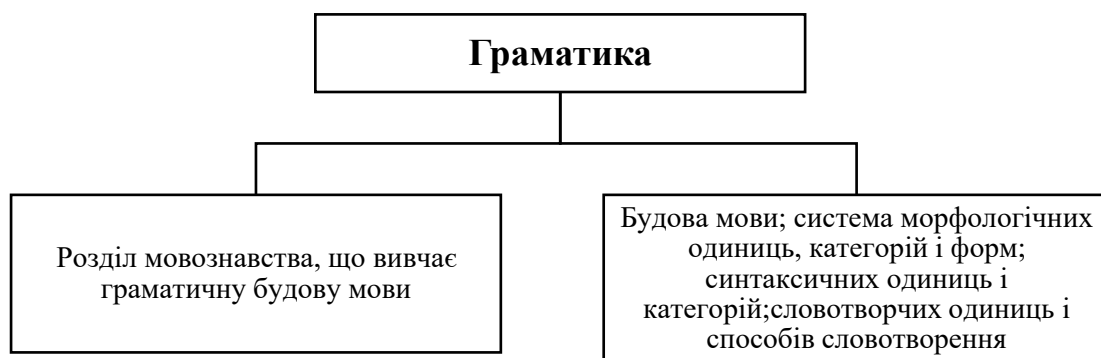 Граматика
Розділ мовознавства, що вивчає
граматичну будову мови
Будова мови; система морфологічних
одиниць, категорій і форм;
синтаксичних одиниць і
категорій;словотворчих одиниць і
способів словотворення